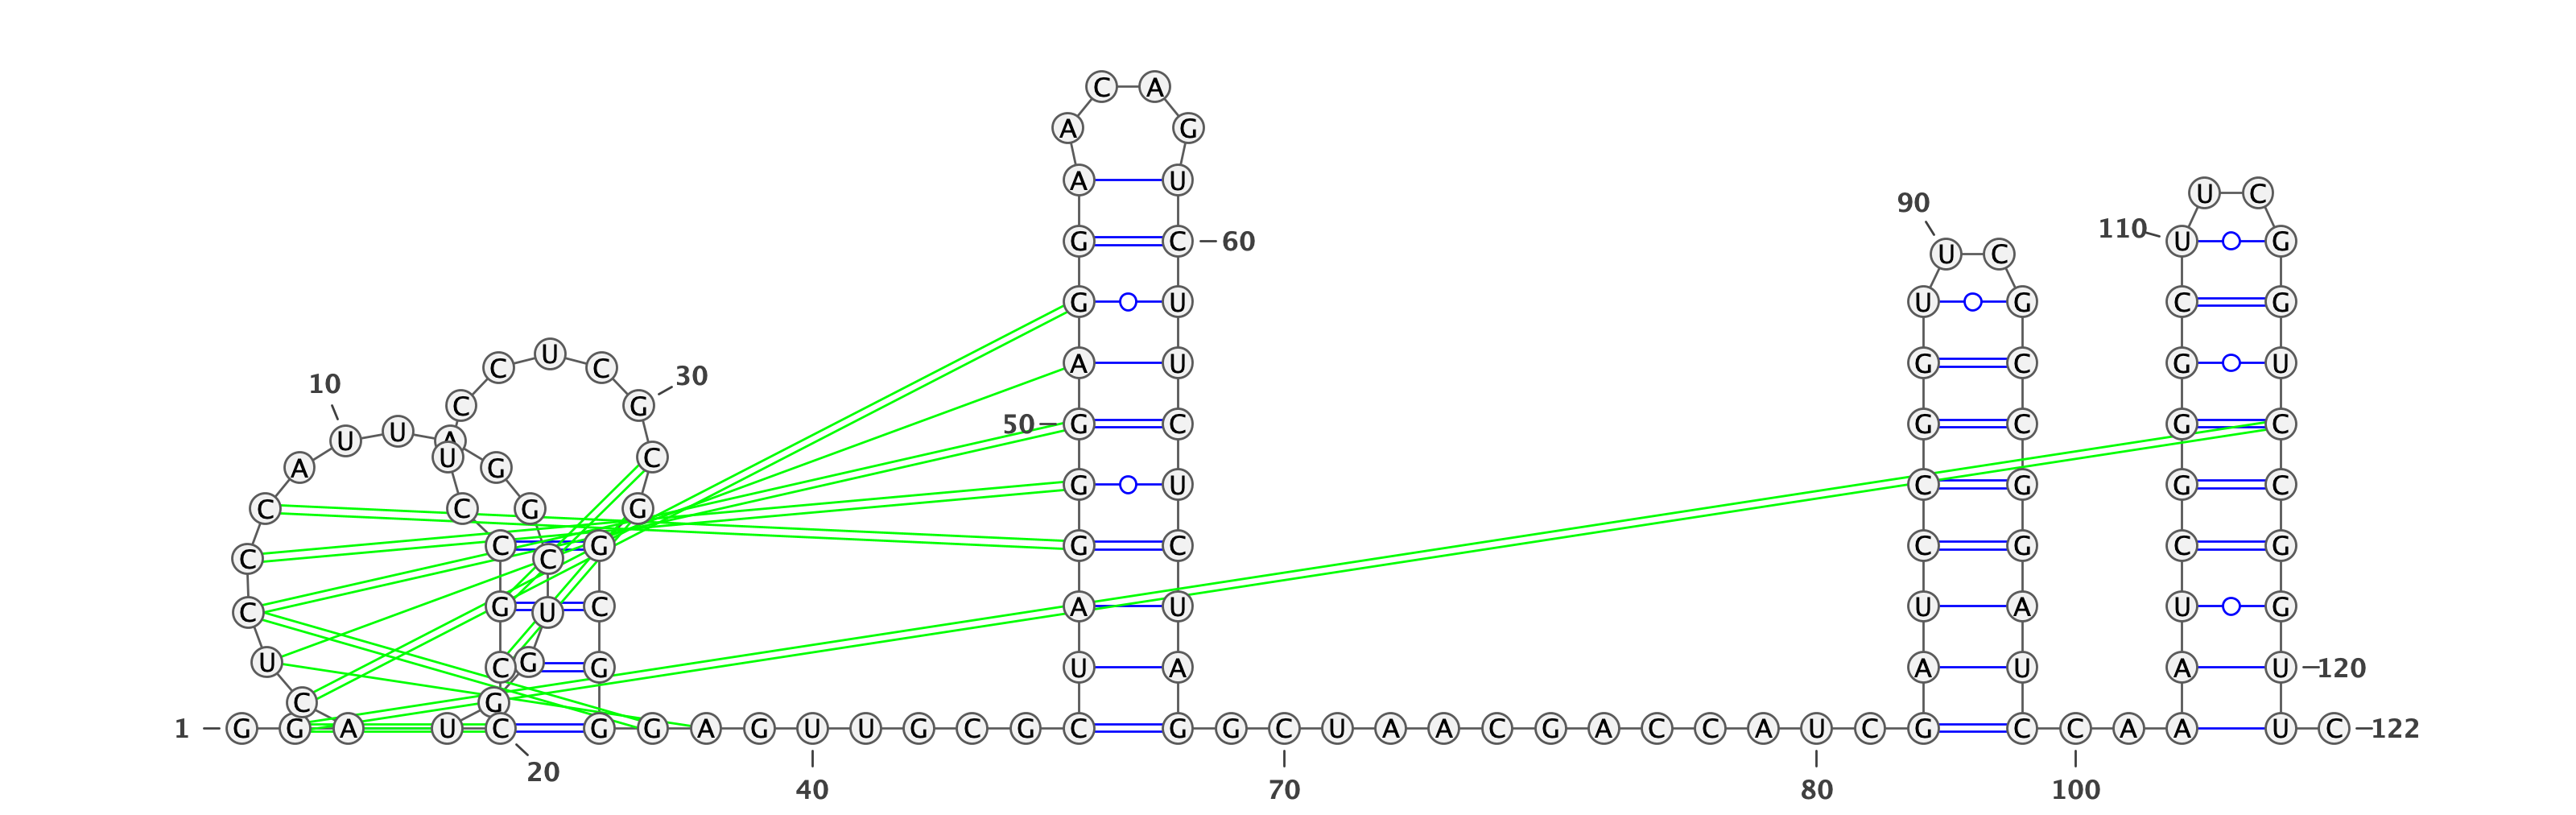 C A
A G
A U U C
90
110
G C 60 U G
U C
G U U G C G
C U C
A U G C G U
30
10
C G
50 G C G C G C
U U A
U C
A G
G U C G G C
C C G G
C G G C C G C G
C C
G C A U U A U G
C U
U G
C G U A A U A U 120
C G
1 G G A U C G G A G U U G C G C G G C U A A C G A C C A U C G C C A A U C 122
20
40 70 80 100